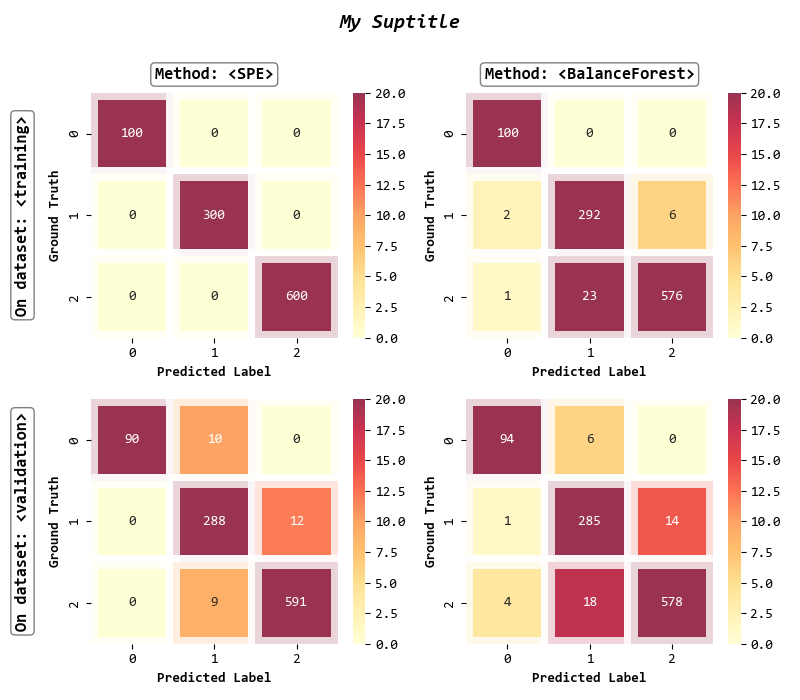 My Suptitle
Method: <SPE>
Method: <BalanceForest>
On dataset: <training>
Ground Truth
0
1
2
100 0 0
0 300 0
0 0 600
0 1 2
Predicted Label
20.0
17.5
15.0
12.5
10.0
7.5
5.0
2.5
0.0
Ground Truth
0
1
2
100 0 0
2 292 6
1 23 576
0 1 2
Predicted Label
20.0
17.5
15.0
12.5
10.0
7.5
5.0
2.5
0.0
On dataset: <validation>
Ground Truth
0
1
2
90 10 0
0 288 12
0 9 591
0 1 2
Predicted Label
20.0
17.5
15.0
12.5
10.0
7.5
5.0
2.5
0.0
Ground Truth
0
1
2
94 6 0
1 285 14
4 18 578
0 1 2
Predicted Label
20.0
17.5
15.0
12.5
10.0
7.5
5.0
2.5
0.0